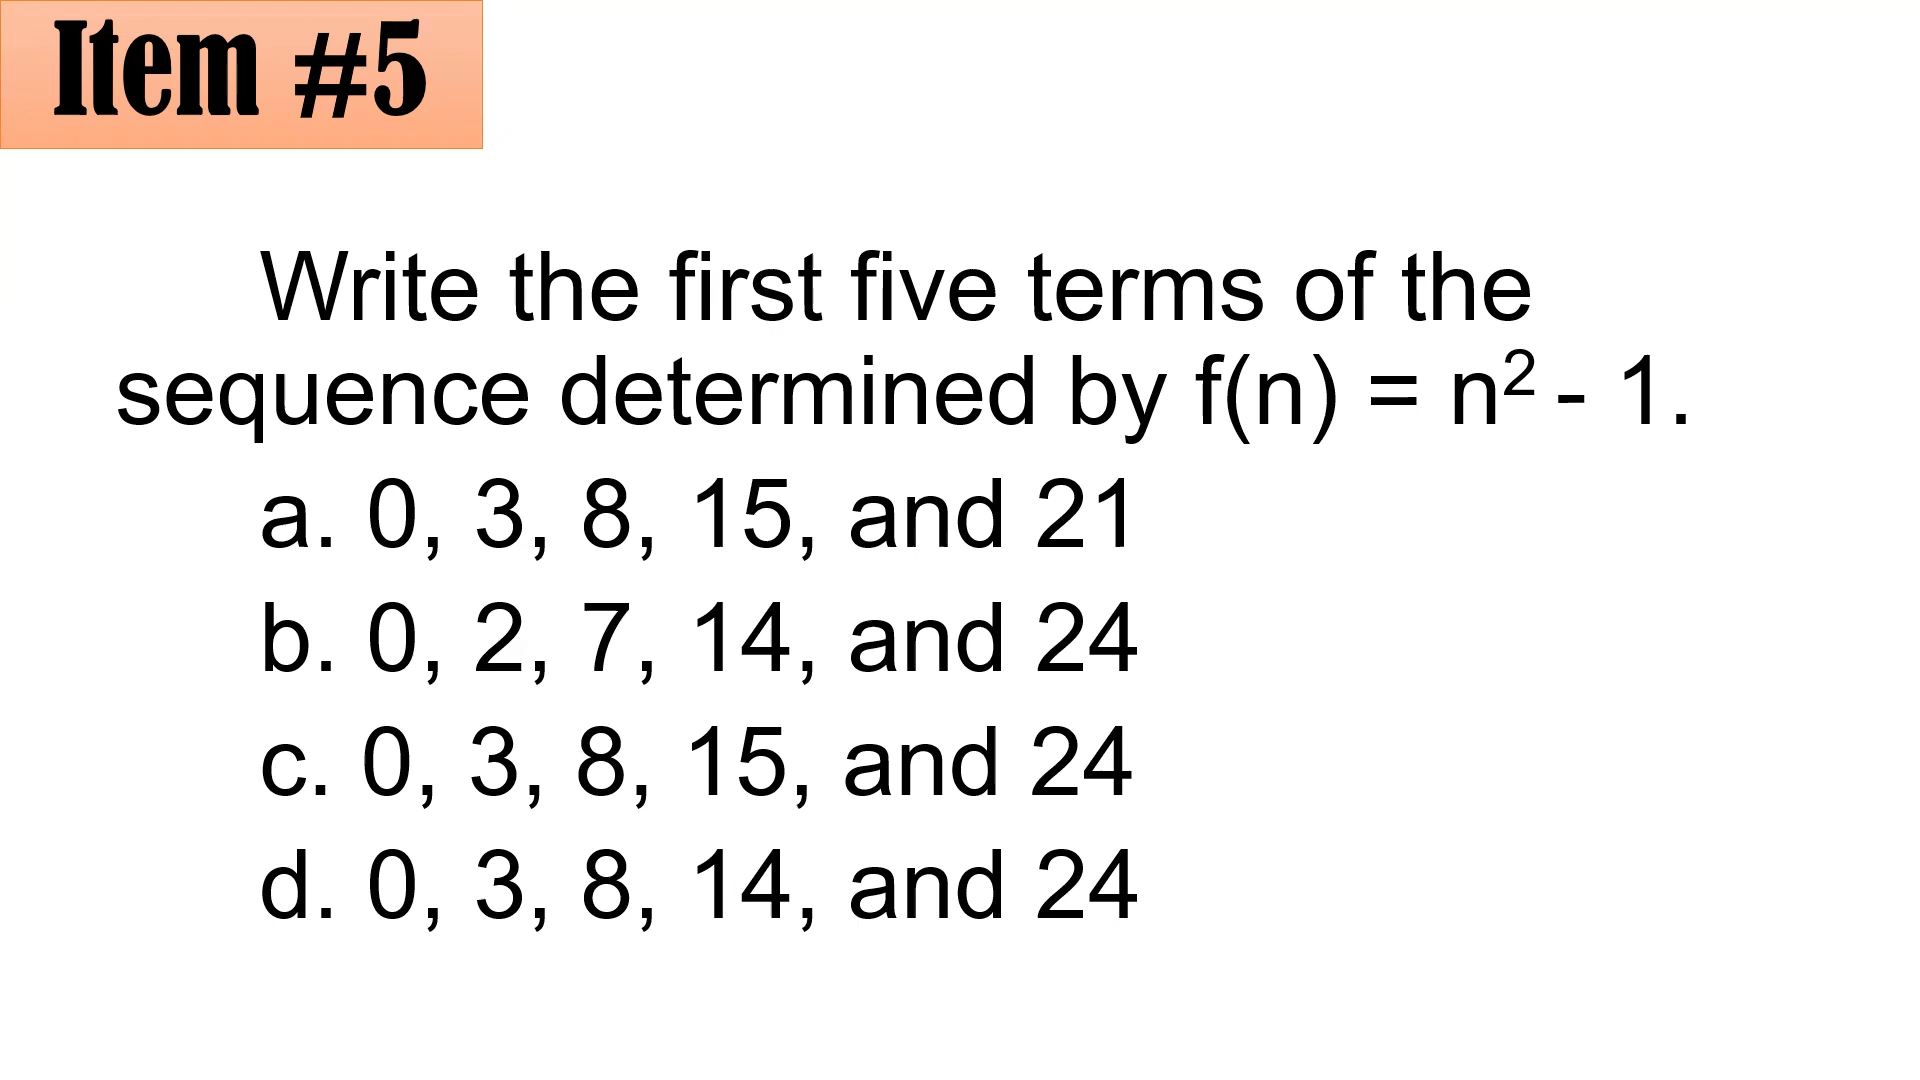 Item #5
Write the first five terms of the
sequence determined by f(n) = n² - 1.
a. 0, 3, 8, 15, and 21
b. 0, 2, 7, 14, and 24
c. 0, 3, 8, 15, and 24
d. 0, 3, 8, 14, and 24